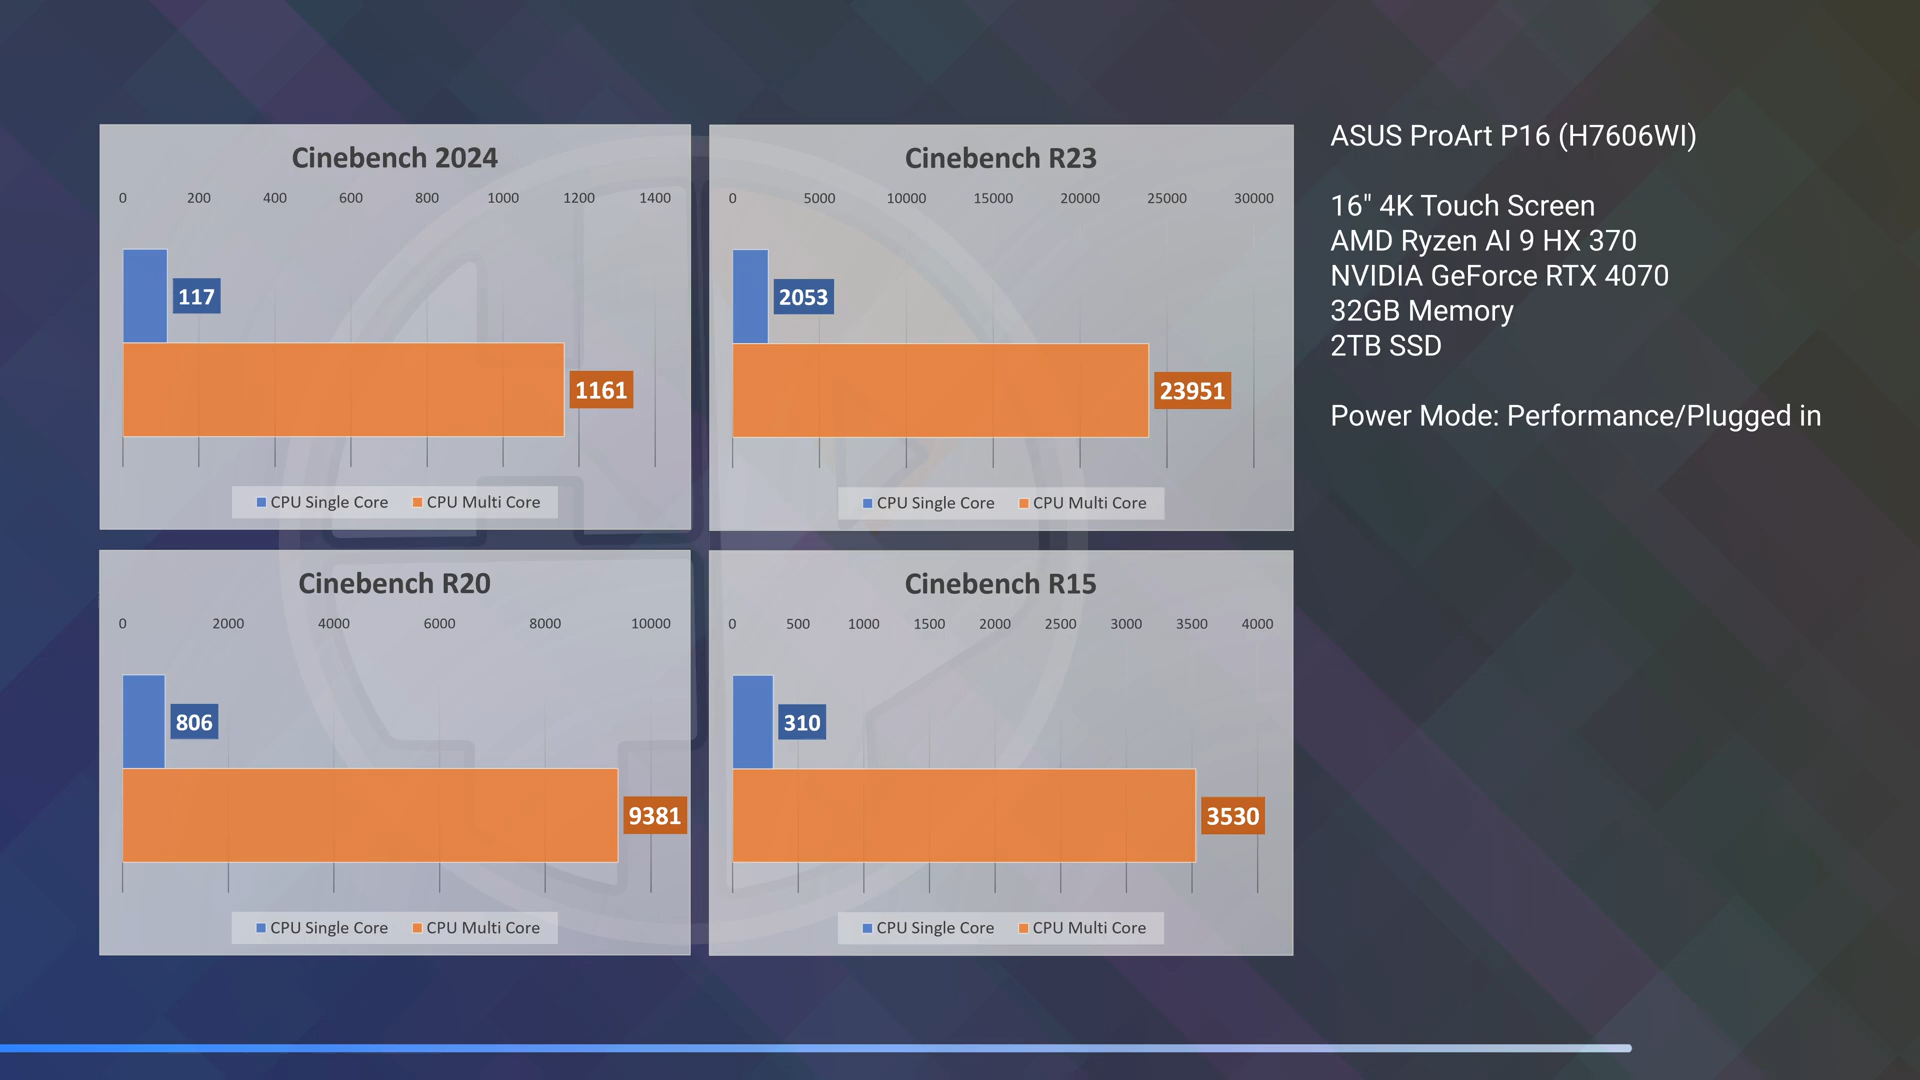 Cinebench 2024
0 200 400 600 800 1000 1200 1400
117
1161
CPU Single Core CPU Multi Core
Cinebench R23
0 5000 10000 15000 20000 25000 30000
2053
23951
CPU Single Core CPU Multi Core
Cinebench R20
0 2000 4000 6000 8000 10000
806
9381
CPU Single Core CPU Multi Core
Cinebench R15
0 500 1000 1500 2000 2500 3000 3500 4000
310
3530
CPU Single Core CPU Multi Core
ASUS ProArt P16 (H7606WI)
16" 4K Touch Screen
AMD Ryzen AI 9 HX 370
NVIDIA GeForce RTX 4070
32GB Memory
2TB SSD
Power Mode: Performance/Plugged in